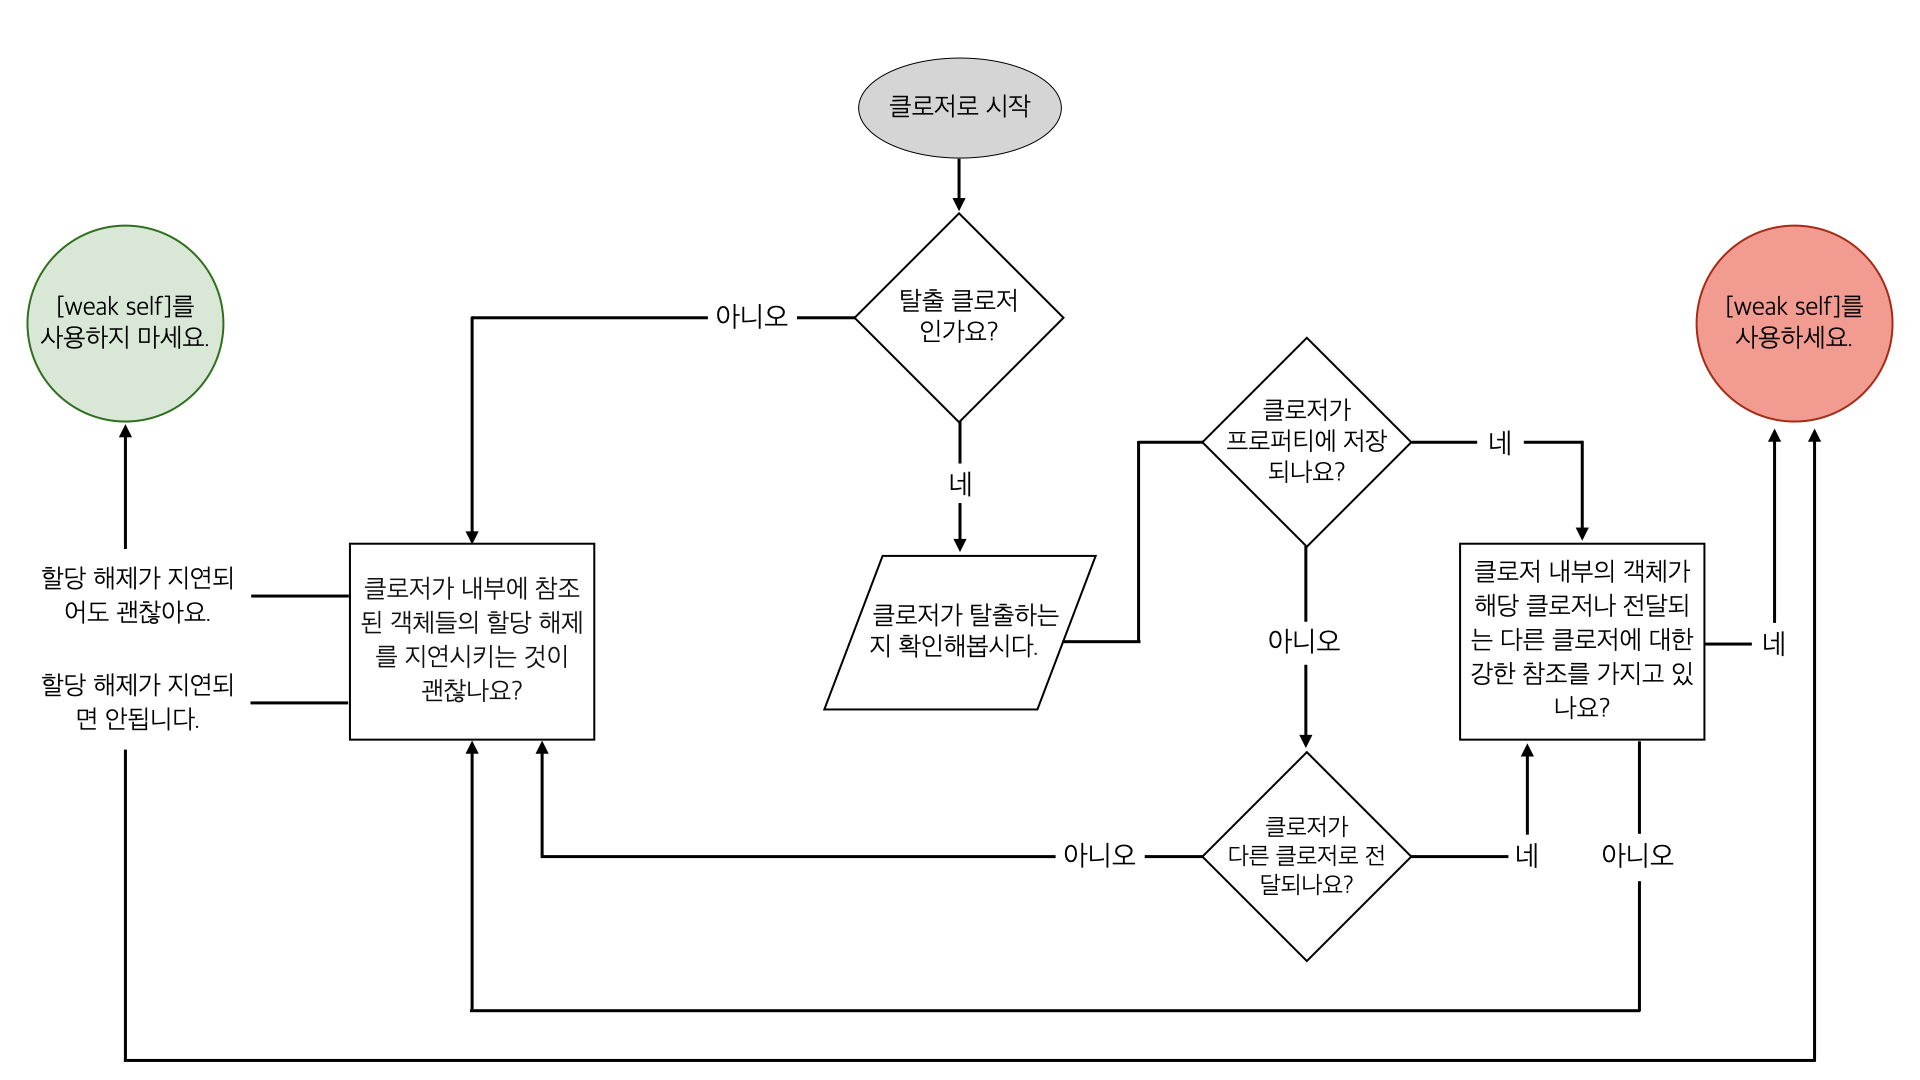 클로저로 시작
[weak self]를
사용하지 마세요.
아니오
탈출 클로저
인가요?
[weak self]를
사용하세요.
클로저가
프로퍼티에 저장
되나요?
네
네
할당 해제가 지연되
어도 괜찮아요.
클로저가 내부에 참조
된 객체들의 할당 해제
를 지연시키는 것이
괜찮나요?
클로저가 탈출하는
지 확인해봅시다.
아니오
클로저 내부의 객체가
해당 클로저나 전달되
는 다른 클로저에 대한
강한 참조를 가지고 있
나요?
네
할당 해제가 지연되
면 안됩니다.
아니오
클로저가
다른 클로저로 전
달되나요?
네
아니오